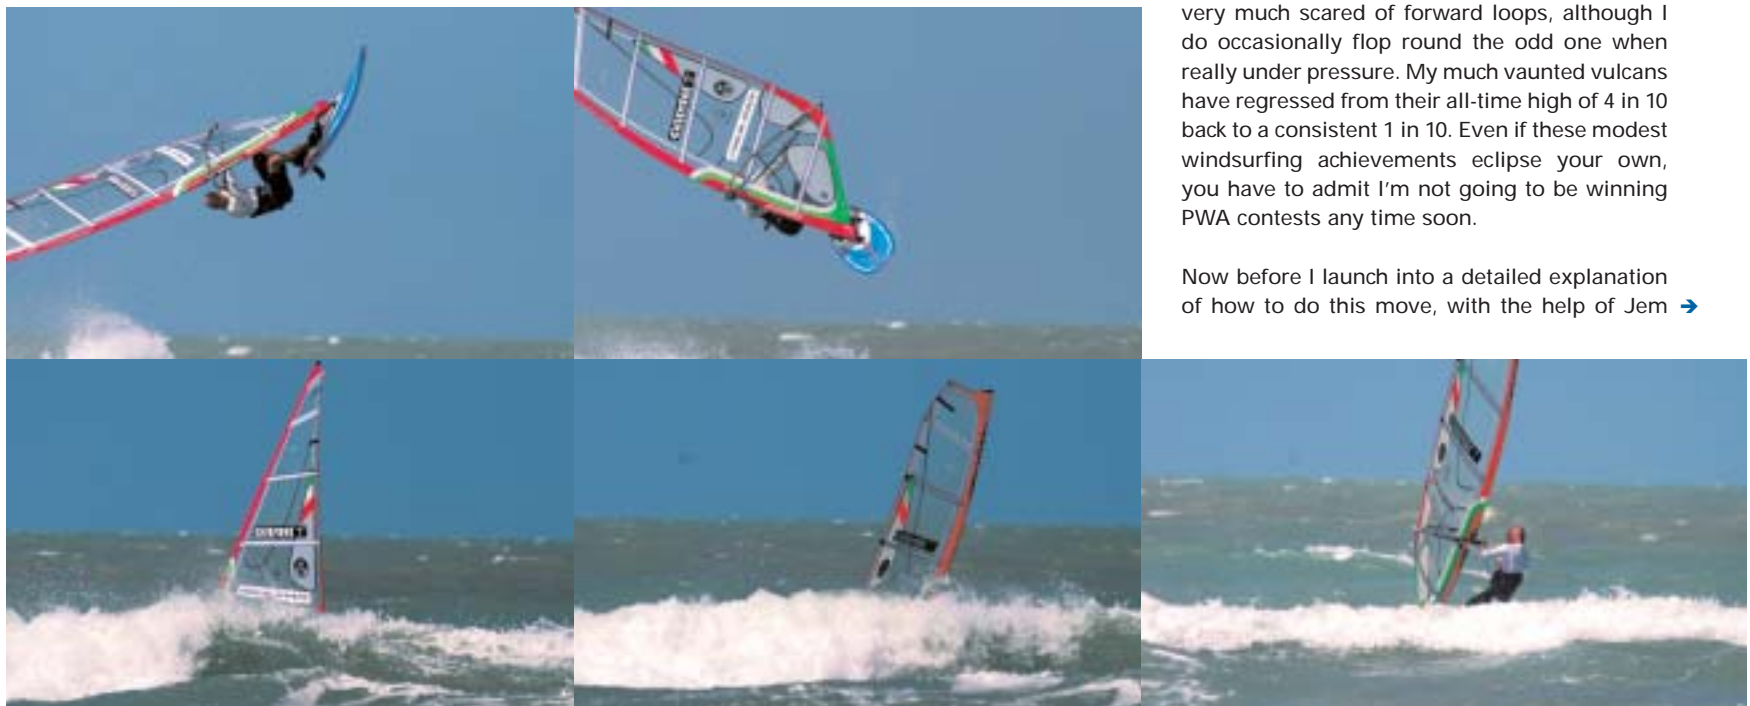 very much scared of forward loops, although I
do occasionally flop round the odd one when
really under pressure. My much vaunted vulcans
have regressed from their all-time high of 4 in 10
back to a consistent 1 in 10. Even if these modest
windsurfing achievements eclipse your own,
you have to admit I'm not going to be winning
PWA contests any time soon.
Now before I launch into a detailed explanation
of how to do this move, with the help of Jem ➔